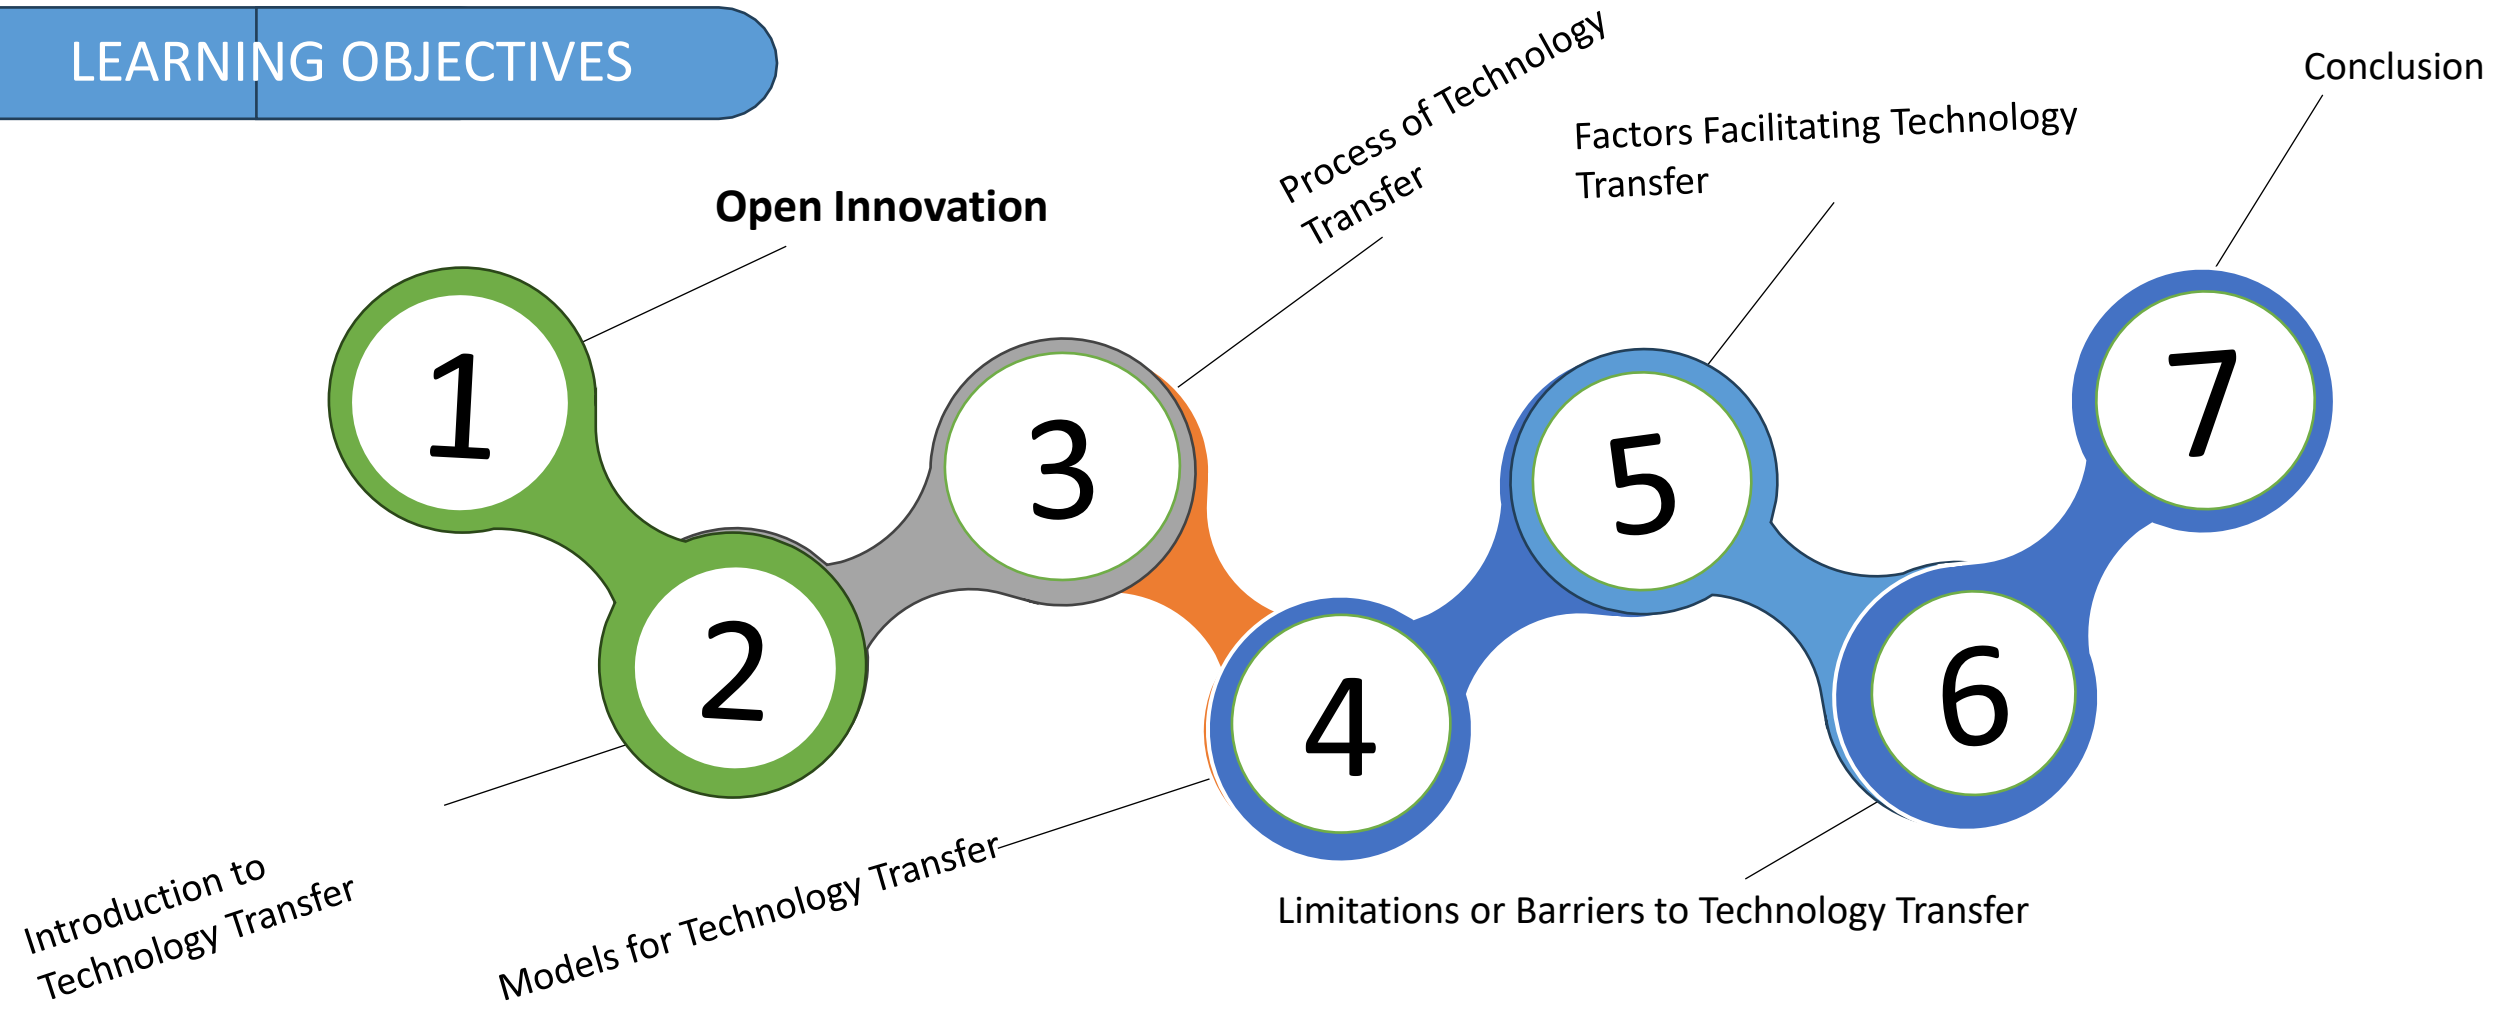 LEARNING OBJECTIVES
Open Innovation
Process of Technology
Transfer
Factors Facillitating Technology
Transfer
Conclusion
1
2
3
4
5
6
7
Introduction to
Technology Transfer
Models for Technology Transfer
Limitations or Barriers to Technology Transfer